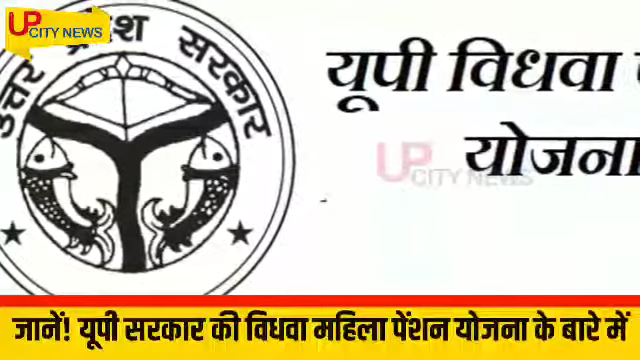 UP
CITY NEWS
उत्तर प्रदेश सरकार
यूपी विधवा
योजना
UP
CITY NEWS
जानें! यूपी सरकार की विधवा महिला पेंशन योजना के बारे में